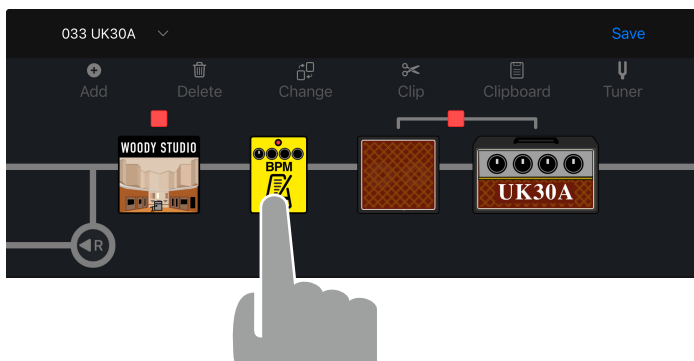 033 UK30A
Save
Add
Delete
Change
Clip
Clipboard
Tuner
WOODY STUDIO
BPM
UK30A
R